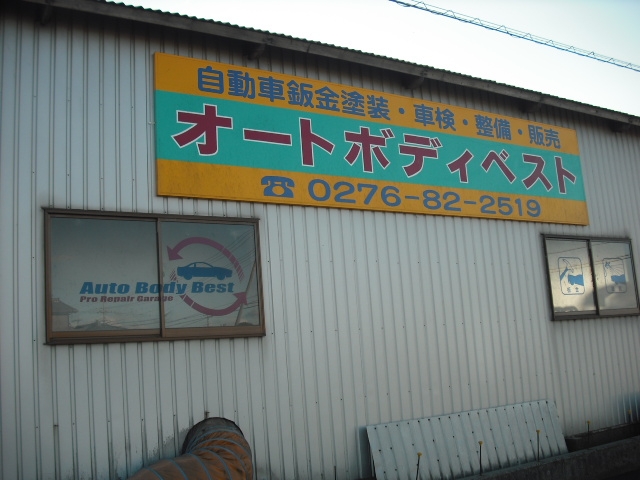 自動車鈑金塗装・車検・整備・販売
オートボディベスト
☎ 0276-82-2519
Auto Body Best
Pro Repair Garage